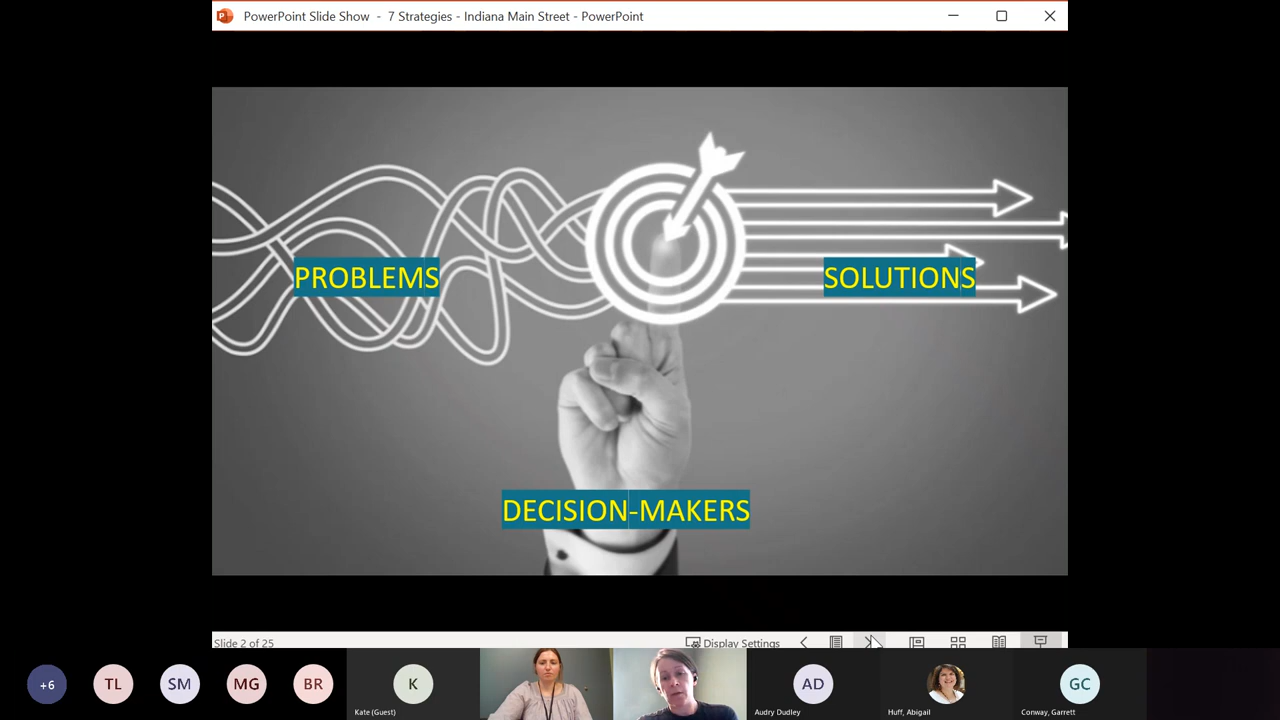 PowerPoint Slide Show - 7 Strategies - Indiana Main Street - PowerPoint
PROBLEMS
SOLUTIONS
DECISION-MAKERS
Slide 2 of 25
Display Settings
+6
TL
SM
MG
BR
K
AD
GC
Kate (Guest)
Audry Dudley
Huff, Abigail
Conway, Garrett